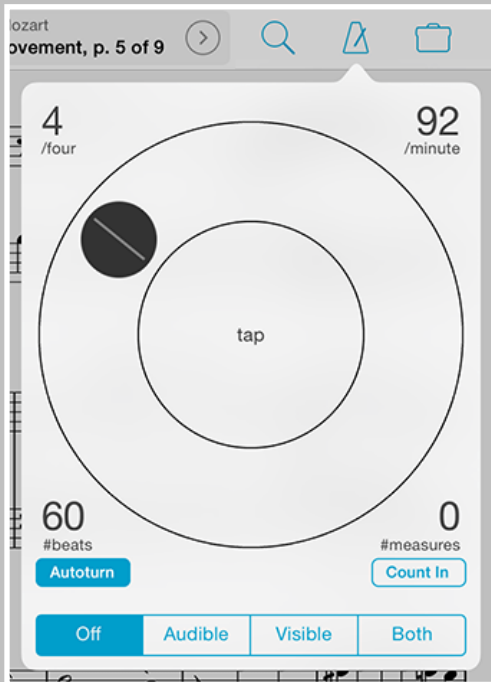 Mozart
ovement, p. 5 of 9
4
/four
92
/minute
tap
60
#beats
0
#measures
Autoturn
Count In
Off
Audible
Visible
Both